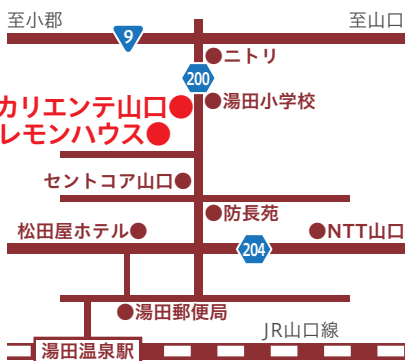 至小郡
至山口
9
ニトリ
200
湯田小学校
カリエンテ山口
レモンハウス
セントコア山口
防長苑
松田屋ホテル
NTT山口
204
湯田郵便局
JR山口線
湯田温泉駅